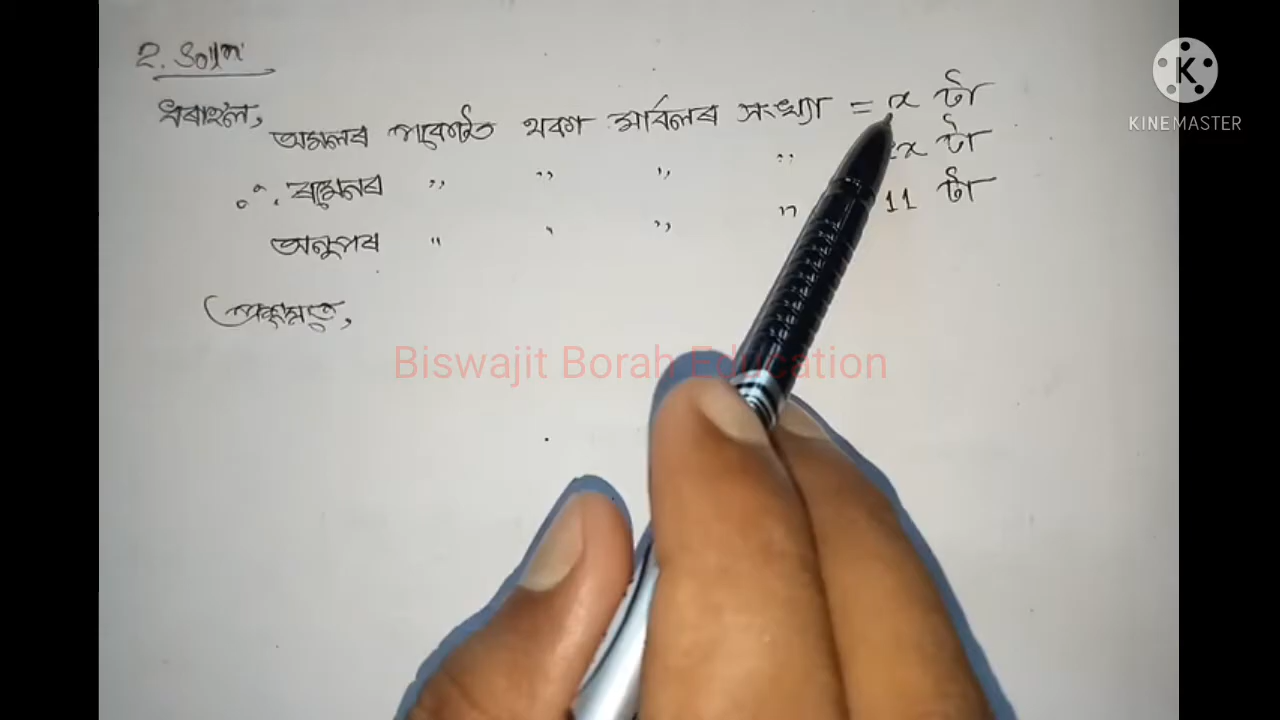 2. Solⁿ
ধৰাহ'ল,
অমলৰ পকেটত থকা মাৰ্বলৰ সংখ্যা = x টা
∴ ৰমেনৰ " " " " x টা
অনুপৰ " " " " 11 টা
প্ৰশ্নমতে,
Biswajit Borah Education
K
KINEMASTER